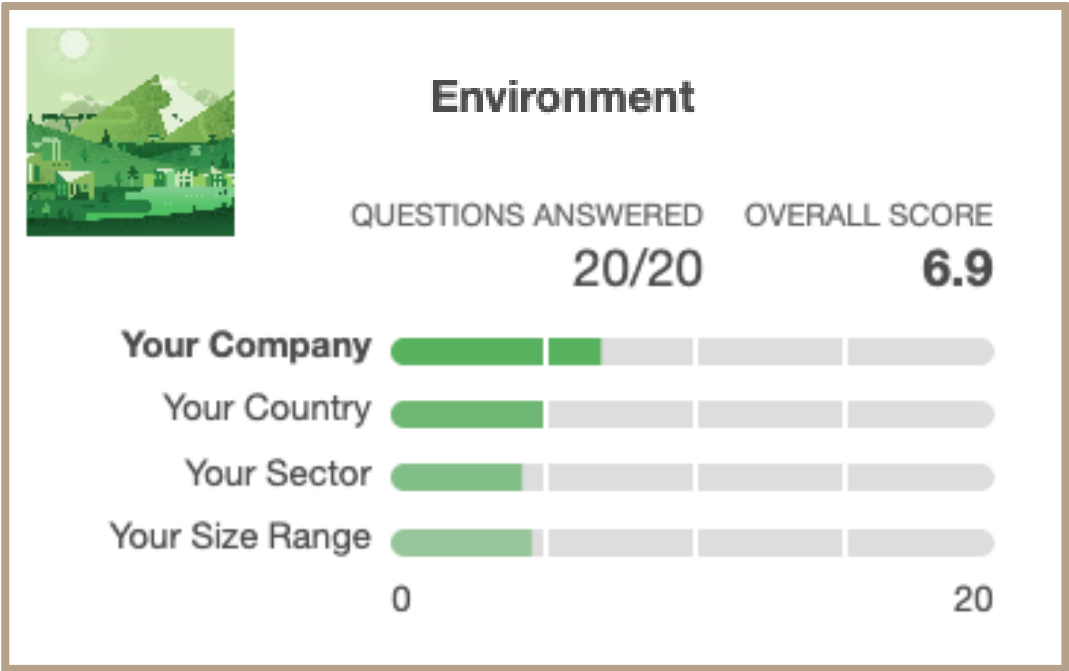 Environment
QUESTIONS ANSWERED OVERALL SCORE
20/20 6.9
Your Company
Your Country
Your Sector
Your Size Range
0 20